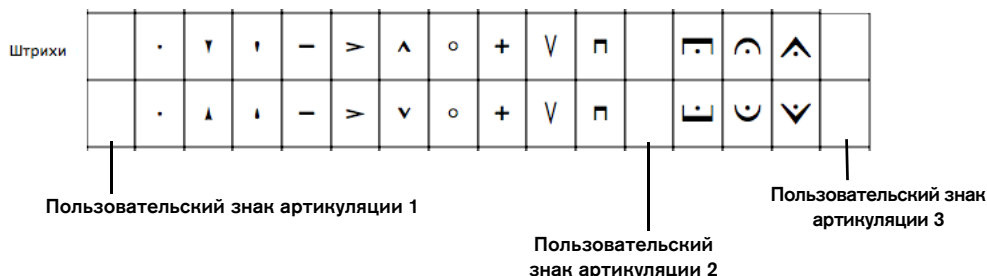 Штрихи
Пользовательский знак артикуляции 1
Пользовательский знак
артикуляции 3
Пользовательский
знак артикуляции 2